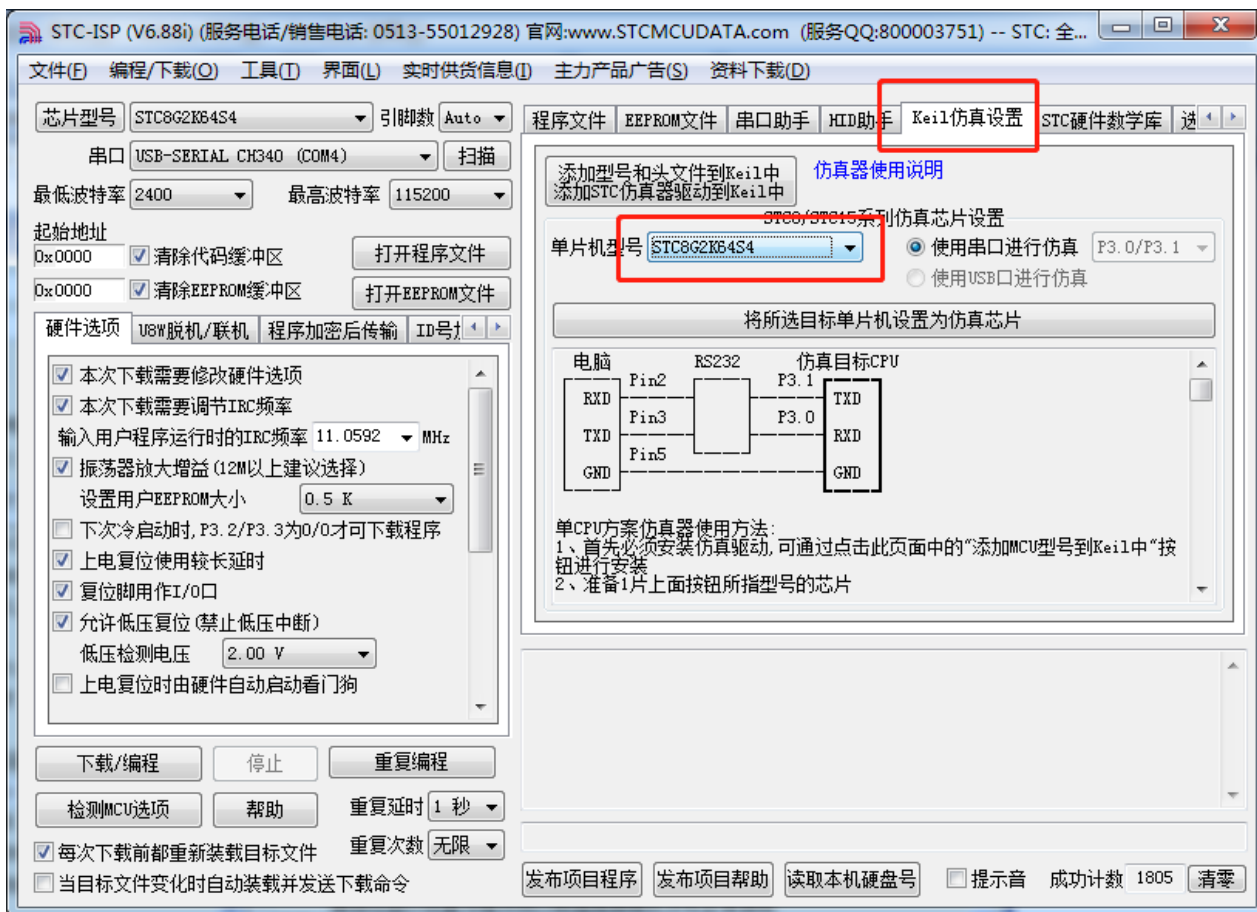 STC-ISP (V6.88i) (服务电话/销售电话: 0513-55012928) 官网:www.STCMCUDATA.com (服务QQ:800003751) -- STC: 全...
文件(F) 编程/下载(O) 工具(T) 界面(L) 实时供货信息(I) 主力产品广告(S) 资料下载(D)
芯片型号 STC8G2K64S4 引脚数 Auto
串口 USB-SERIAL CH340 (COM4) 扫描
最低波特率 2400 最高波特率 115200
起始地址
0x0000 清除代码缓冲区 打开程序文件
0x0000 清除EEPROM缓冲区 打开EEPROM文件
硬件选项 U8W脱机/联机 程序加密后传输
本次下载需要修改硬件选项
本次下载需要调节IRC频率
输入用户程序运行时的IRC频率 11.0592 MHz
振荡器放大增益(12M以上建议选择)
设置用户EEPROM大小 0.5 K
下次冷启动时,P3.2/P3.3为0/0才可下载程序
上电复位使用较长延时
复位脚用作I/O口
允许低压复位(禁止低压中断)
低压检测电压 2.00 V
上电复位时由硬件自动启动看门狗
下载/编程 停止 重复编程
检测MCU选项 帮助 重复延时 1 秒
每次下载前都重新装载目标文件 重复次数 无限
当目标文件变化时自动装载并发送下载命令
程序文件 EEPROM文件 串口助手 HID助手 Keil仿真设置 STC硬件数学库
添加型号和头文件到Keil中 仿真器使用说明
添加STC仿真器驱动到Keil中
STC8/STC15系列仿真芯片设置
单片机型号 STC8G2K64S4 使用串口进行仿真 P3.0/P3.1
使用USB口进行仿真
将所选目标单片机设置为仿真芯片
电脑 RS232 仿真目标CPU
Pin2 P3.1
RXD TXD
Pin3 P3.0
TXD RXD
Pin5
GND GND
单CPU方案仿真器使用方法:
1、首先必须安装仿真驱动,可通过点击此页面中的"添加MCU型号到Keil中"按
钮进行安装
2、准备1片上面按钮所指型号的芯片
发布项目程序 发布项目帮助 读取本机硬盘号 提示音 成功计数 1805 清零